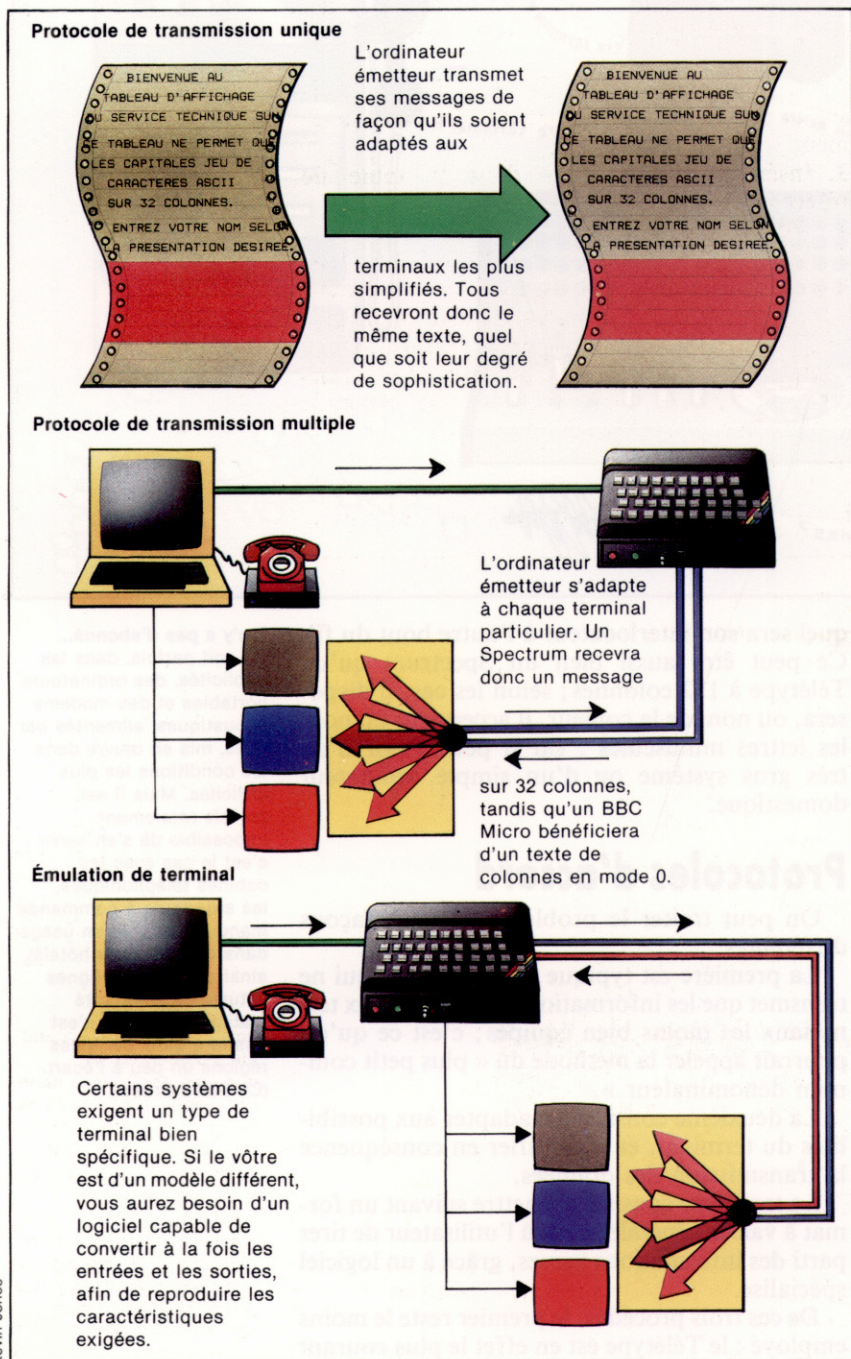 Protocole de transmission unique
BIENVENUE AU
TABLEAU D'AFFICHAGE
DU SERVICE TECHNIQUE SUR
CE TABLEAU NE PERMET QUE
LES CAPITALES JEU DE
CARACTERES ASCII
SUR 32 COLONNES.
ENTREZ VOTRE NOM SELON
LA PRESENTATION DESIREE.
L'ordinateur
émetteur transmet
ses messages de
façon qu'ils soient
adaptés aux
terminaux les plus
simplifiés. Tous
recevront donc le
même texte, quel
que soit leur degré
de sophistication.
BIENVENUE AU
TABLEAU D'AFFICHAGE
DU SERVICE TECHNIQUE SUR
CE TABLEAU NE PERMET QUE
LES CAPITALES JEU DE
CARACTERES ASCII
SUR 32 COLONNES.
ENTREZ VOTRE NOM SELON
LA PRESENTATION DESIREE.
Protocole de transmission multiple
L'ordinateur
émetteur s'adapte
à chaque terminal
particulier. Un
Spectrum recevra
donc un message
sur 32 colonnes,
tandis qu'un BBC
Micro bénéficiera
d'un texte de
colonnes en mode 0.
Émulation de terminal
Certains systèmes
exigent un type de
terminal bien
spécifique. Si le vôtre
est d'un modèle différent,
vous aurez besoin d'un
logiciel capable de
convertir à la fois les
entrées et les sorties,
afin de reproduire les
caractéristiques
exigées.